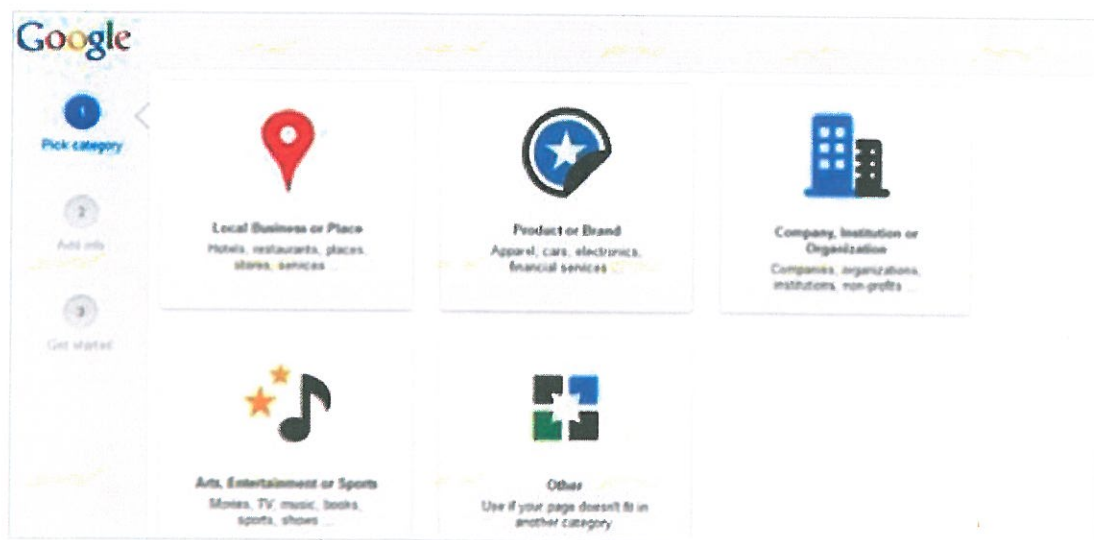 Google
1
Pick category
2
Add info
3
Get started
Local Business or Place
Hotels, restaurants, places,
stores, services ...
Product or Brand
Apparel, cars, electronics,
financial services ...
Company, Institution or
Organization
Companies, organizations,
institutions, non-profits ...
Arts, Entertainment or Sports
Movies, TV, music, books,
sports, shows ...
Other
Use if your page doesn't fit in
another category